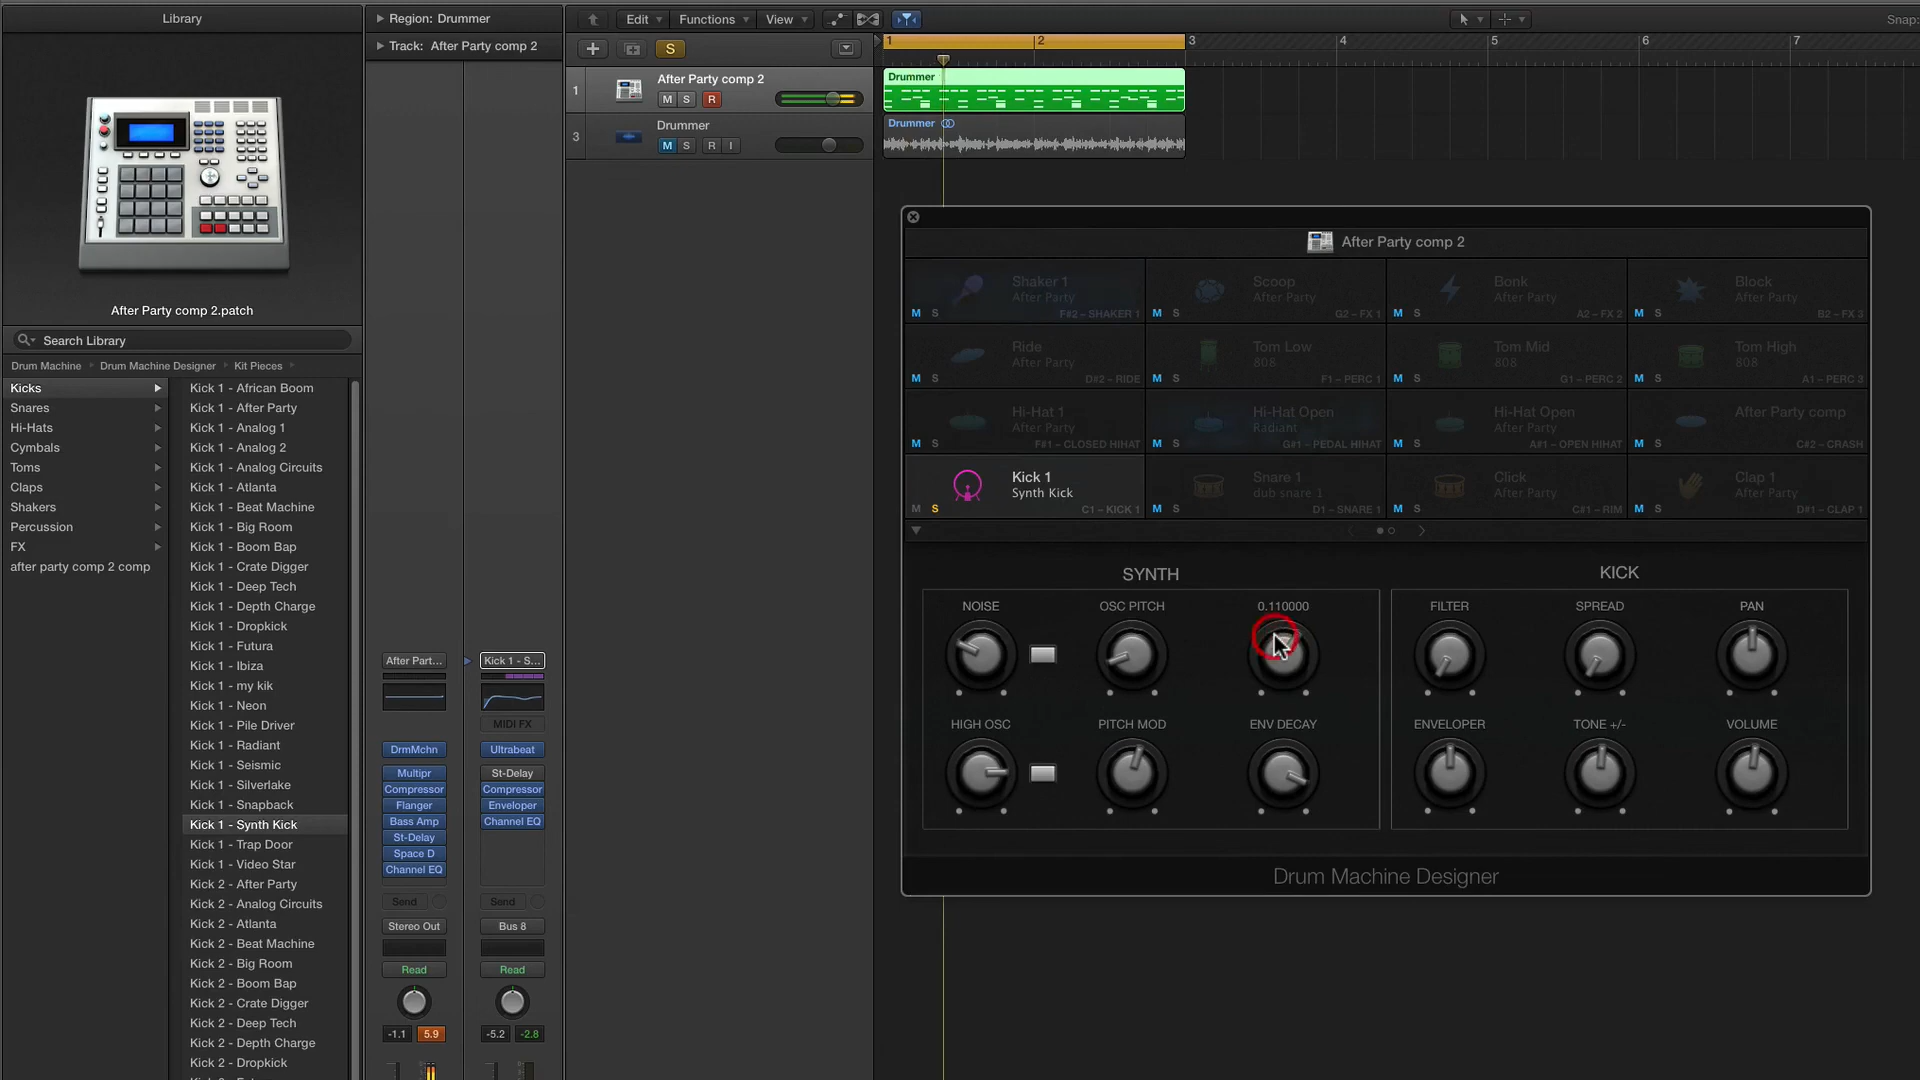 Library
After Party comp 2.patch
Search Library
Drum Machine
Drum Machine Designer
Kit Pieces
Kicks
Snares
Hi-Hats
Cymbals
Toms
Claps
Shakers
Percussion
FX
after party comp 2 comp
Kick 1 - African Boom
Kick 1 - After Party
Kick 1 - Analog 1
Kick 1 - Analog 2
Kick 1 - Analog Circuits
Kick 1 - Atlanta
Kick 1 - Beat Machine
Kick 1 - Big Room
Kick 1 - Boom Bap
Kick 1 - Crate Digger
Kick 1 - Deep Tech
Kick 1 - Depth Charge
Kick 1 - Dropkick
Kick 1 - Futura
Kick 1 - Ibiza
Kick 1 - my kik
Kick 1 - Neon
Kick 1 - Pile Driver
Kick 1 - Radiant
Kick 1 - Seismic
Kick 1 - Silverlake
Kick 1 - Snapback
Kick 1 - Synth Kick
Kick 1 - Trap Door
Kick 1 - Video Star
Kick 2 - After Party
Kick 2 - Analog Circuits
Kick 2 - Atlanta
Kick 2 - Beat Machine
Kick 2 - Big Room
Kick 2 - Boom Bap
Kick 2 - Crate Digger
Kick 2 - Deep Tech
Kick 2 - Depth Charge
Kick 2 - Dropkick
Region: Drummer
Track: After Party comp 2
After Part...
DrmMchn
Multipr
Compressor
Flanger
Bass Amp
St-Delay
Space D
Channel EQ
Send
Stereo Out
Read
-1.1 5.9
Kick 1 - S...
MIDI FX
Ultrabeat
St-Delay
Compressor
Enveloper
Channel EQ
Send
Bus 8
Read
-5.2 -2.8
Edit Functions View
Snap:
S
1 2 3 4 5 6 7
1
After Party comp 2
M S R
3
Drummer
M S R I
Drummer
Drummer
After Party comp 2
Shaker 1
After Party
M S F#2 – SHAKER 1
Scoop
After Party
M S G2 – FX 1
Bonk
After Party
M S A2 – FX 2
Block
After Party
M S B2 – FX 3
Ride
After Party
M S D#2 – RIDE
Tom Low
808
M S F1 – PERC 1
Tom Mid
808
M S G1 – PERC 2
Tom High
808
M S A1 – PERC 3
Hi-Hat 1
After Party
M S F#1 – CLOSED HIHAT
Hi-Hat Open
Radiant
M S G#1 – PEDAL HIHAT
Hi-Hat Open
After Party
M S A#1 – OPEN HIHAT
After Party comp
M S C#2 – CRASH
Kick 1
Synth Kick
M S C1 – KICK 1
Snare 1
dub snare 1
M S D1 – SNARE 1
Click
After Party
M S C#1 – RIM
Clap 1
After Party
M S D#1 – CLAP 1
SYNTH
NOISE OSC PITCH 0.110000
HIGH OSC PITCH MOD ENV DECAY
KICK
FILTER SPREAD PAN
ENVELOPER TONE +/- VOLUME
Drum Machine Designer